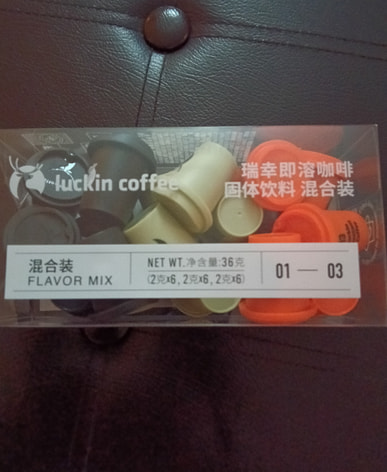 luckin coffee
瑞幸即溶咖啡
固体饮料 混合装
混合装
FLAVOR MIX
NET WT.净含量:36克
(2克x6,2克x6,2克x6)
01 — 03